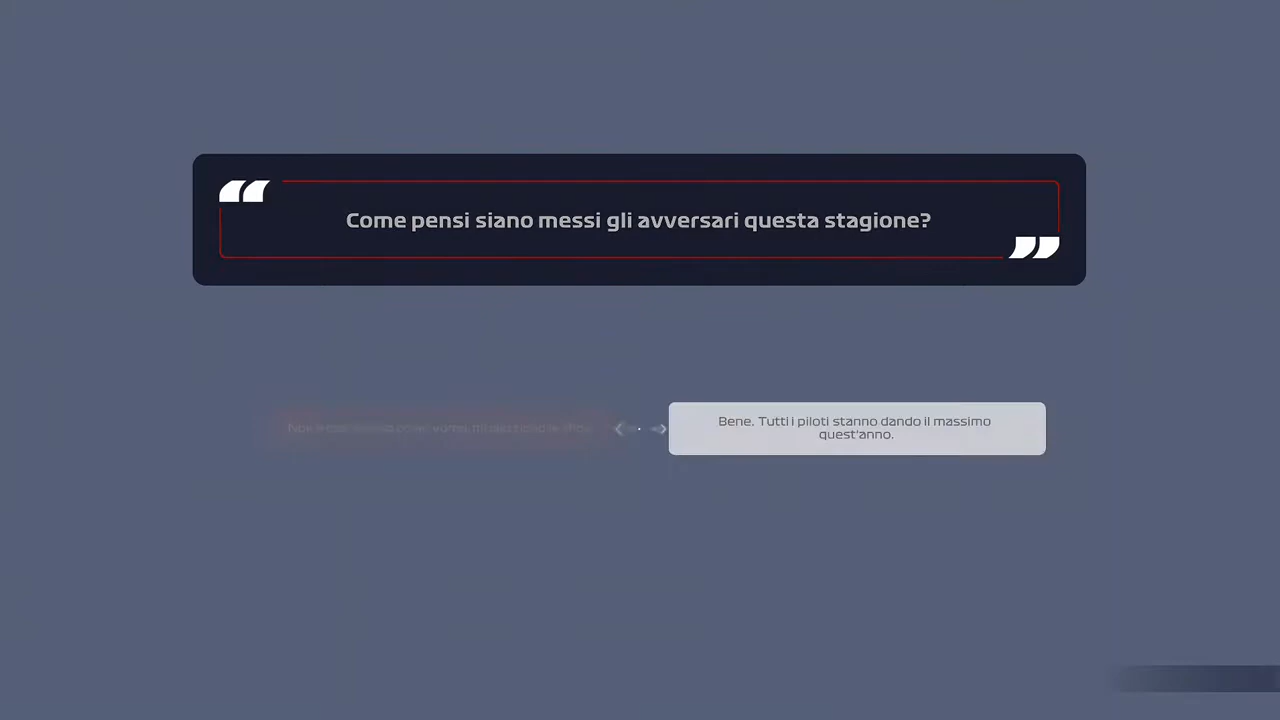 Come pensi siano messi gli avversari questa stagione?
Bene. Tutti i piloti stanno dando il massimo
quest'anno.